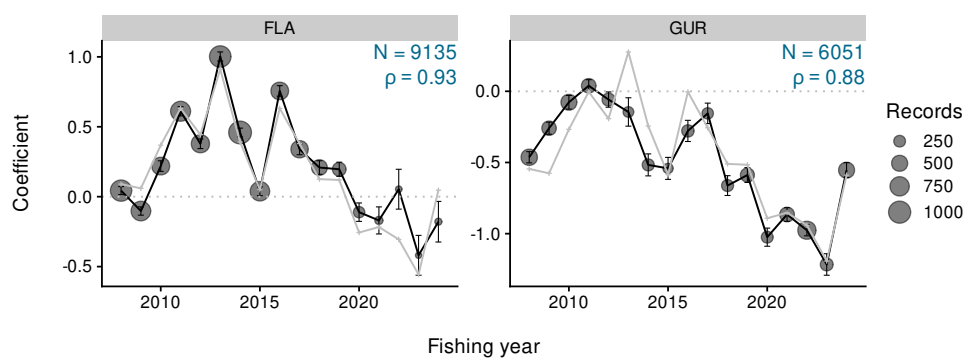 FLA
GUR
N = 9135
ρ = 0.93
N = 6051
ρ = 0.88
Coefficient
1.0
0.5
0.0
-0.5
0.0
-0.5
-1.0
2010
2015
2020
2010
2015
2020
Fishing year
Records
250
500
750
1000